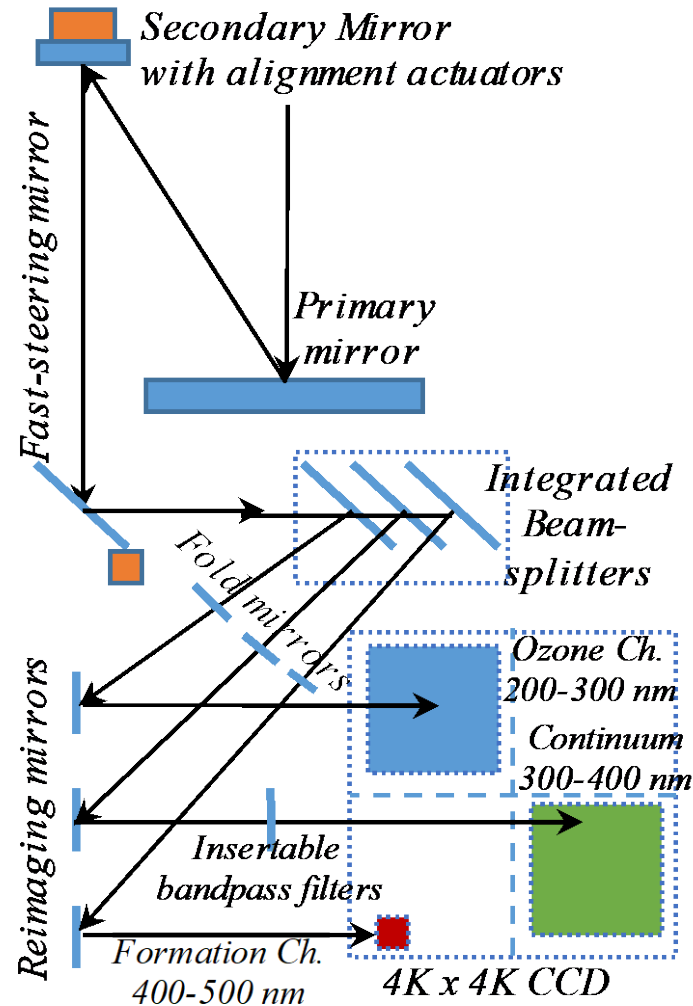 Secondary Mirror
with alignment actuators
Fast-steering mirror
Primary
mirror
Integrated
Beam-
splitters
Fold mirrors
Reimaging mirrors
Ozone Ch.
200-300 nm
Continuum
300-400 nm
Insertable
bandpass filters
Formation Ch.
400-500 nm
4K x 4K CCD